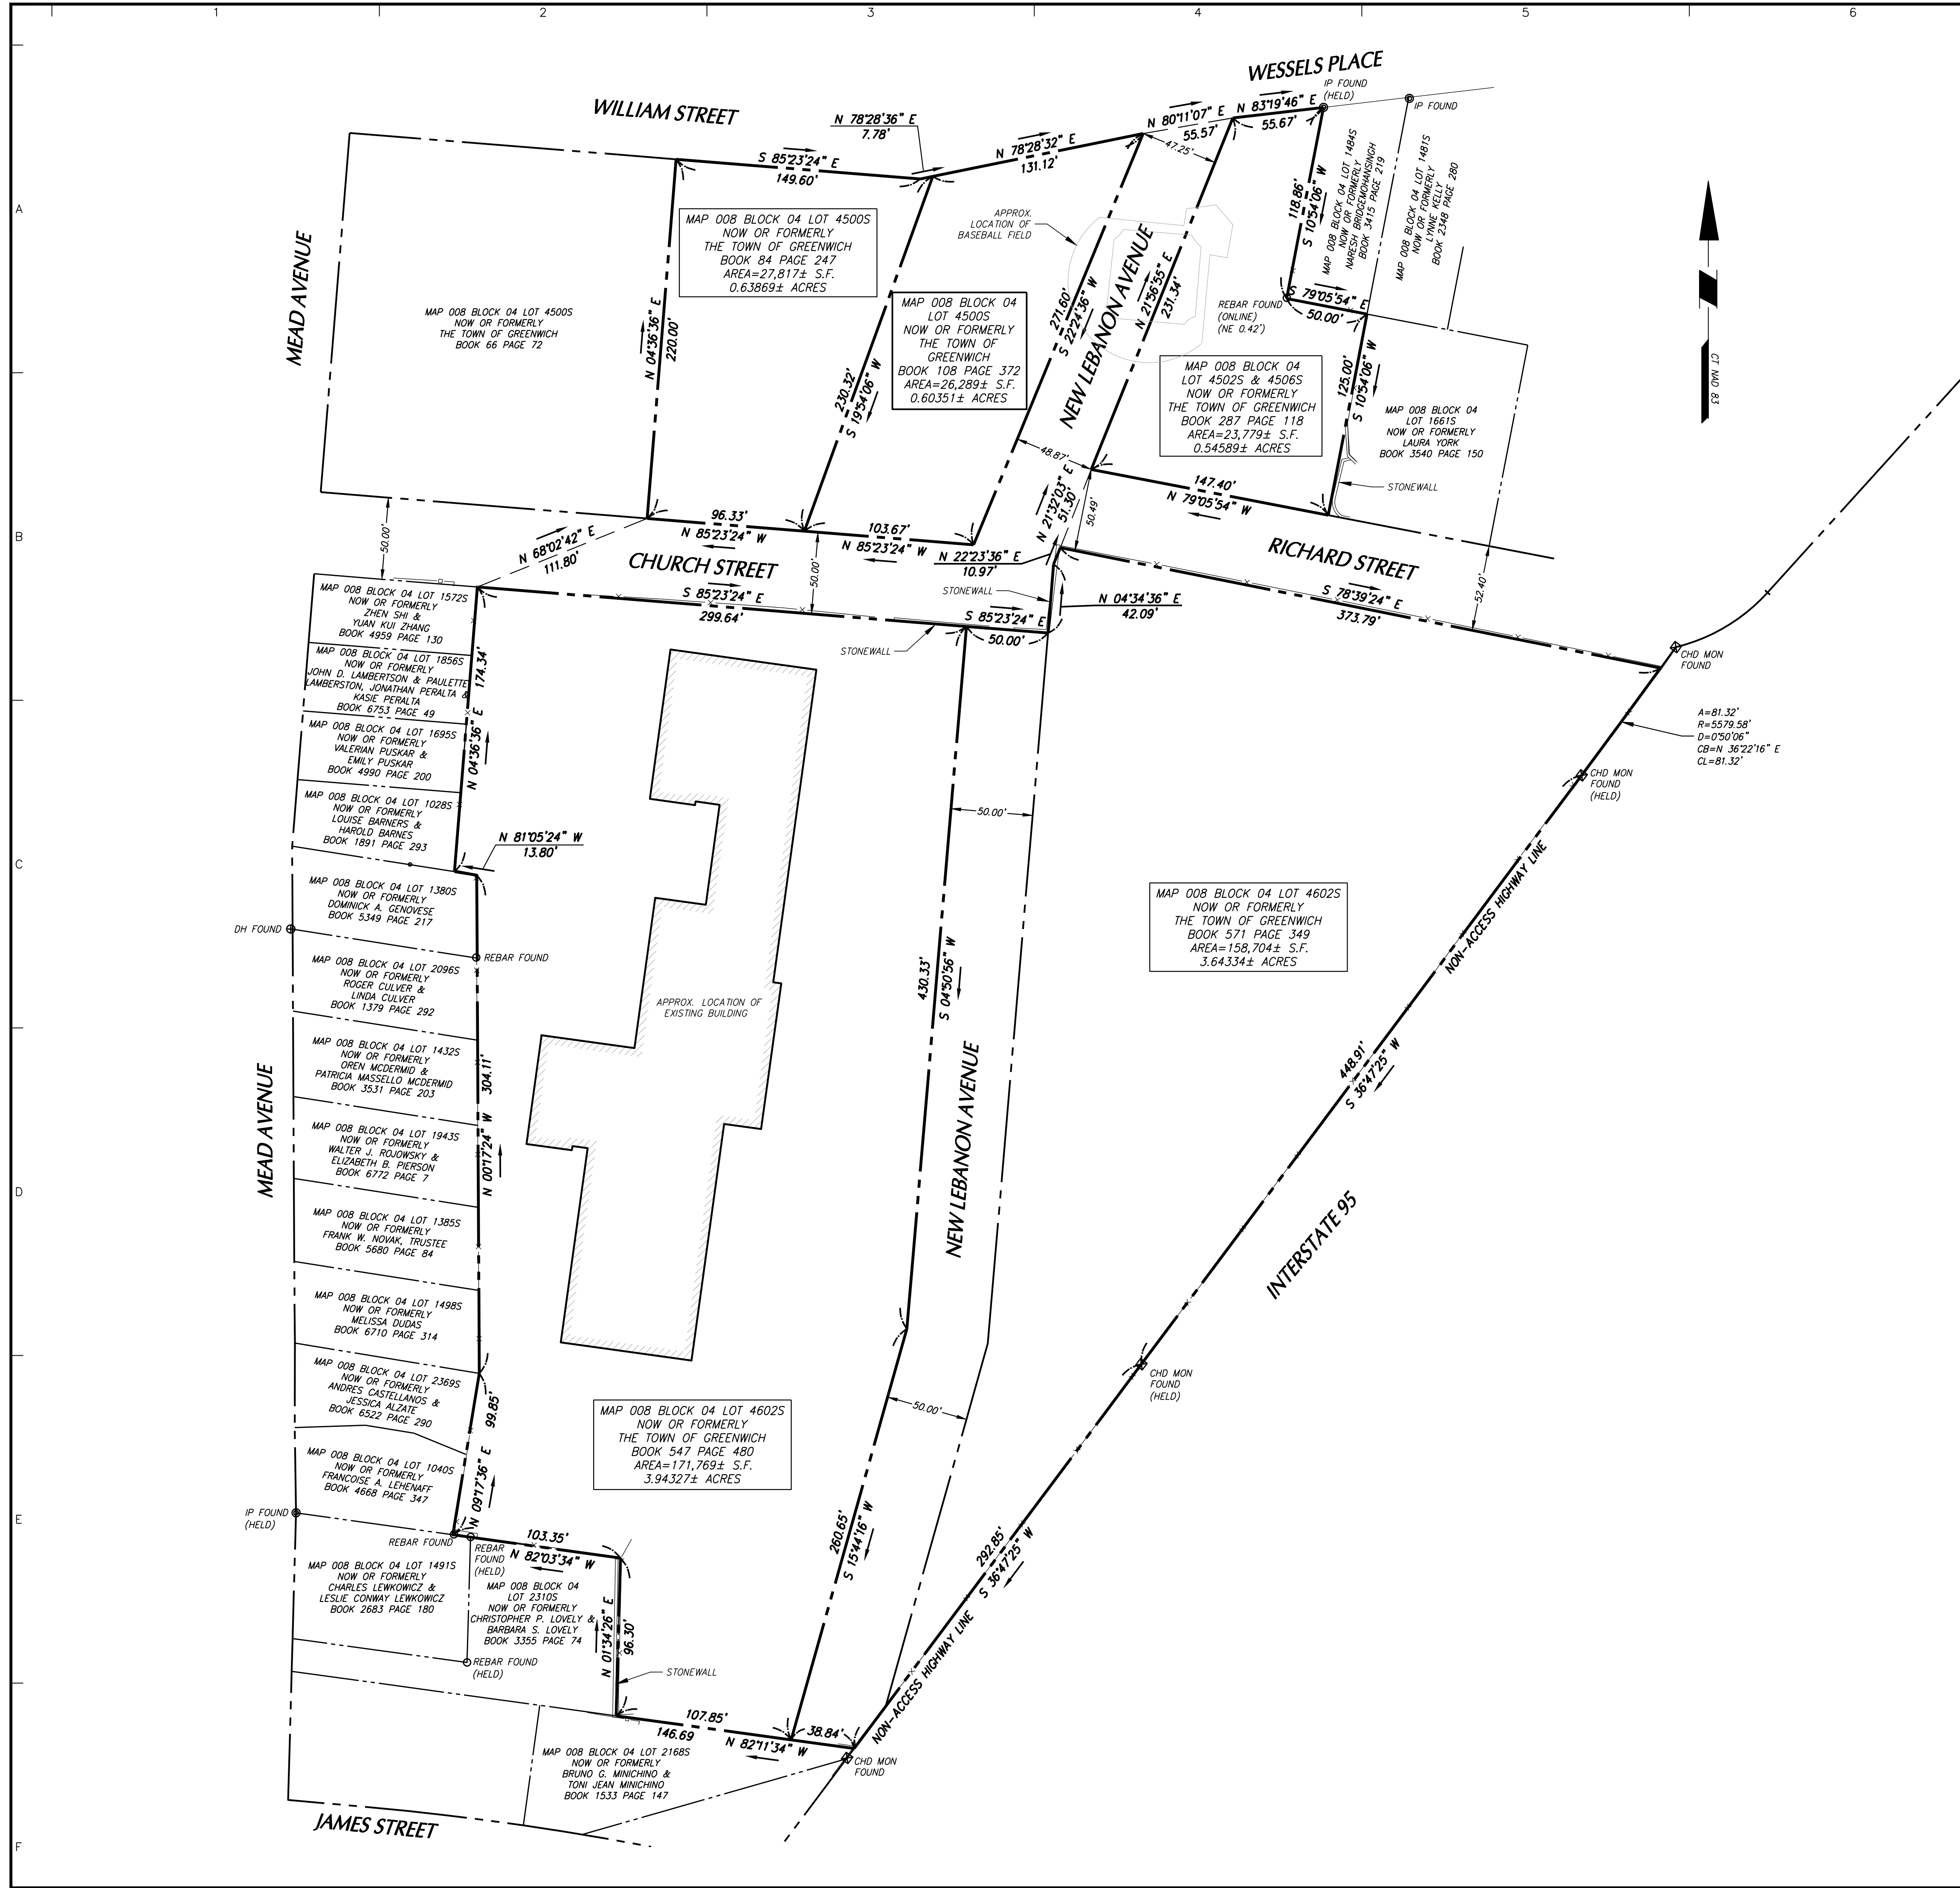 1
2
3
4
5
6
A
B
C
D
E
F
WESSELS PLACE
IP FOUND
(HELD)
IP FOUND
WILLIAM STREET
N 78°28'36" E
7.78'
N 80°11'07" E
55.57'
N 83°19'46" E
55.67'
S 85°23'24" E
149.60'
N 78°28'32" E
131.12'
47.25'
118.86'
S 10°54'06" W
MAP 008 BLOCK 04 LOT 1484S
NOW OR FORMERLY
NARESH BRIDGEMOHANSINGH
BOOK 3415 PAGE 219
MAP 008 BLOCK 04 LOT 1481S
NOW OR FORMERLY
LYNNE KELLY
BOOK 2348 PAGE 280
MEAD AVENUE
MAP 008 BLOCK 04 LOT 4500S
NOW OR FORMERLY
THE TOWN OF GREENWICH
BOOK 66 PAGE 72
N 04°36'36" E
220.00'
MAP 008 BLOCK 04 LOT 4500S
NOW OR FORMERLY
THE TOWN OF GREENWICH
BOOK 84 PAGE 247
AREA=27,817± S.F.
0.63869± ACRES
230.32'
S 19°54'06" W
MAP 008 BLOCK 04
LOT 4500S
NOW OR FORMERLY
THE TOWN OF
GREENWICH
BOOK 108 PAGE 372
AREA=26,289± S.F.
0.60351± ACRES
APPROX.
LOCATION OF
BASEBALL FIELD
271.60'
S 22°24'36" W
NEW LEBANON AVENUE
N 21°56'55" E
231.34'
REBAR FOUND
(ONLINE)
(NE 0.42')
S 79°05'54" E
50.00'
MAP 008 BLOCK 04
LOT 4502S & 4506S
NOW OR FORMERLY
THE TOWN OF GREENWICH
BOOK 287 PAGE 118
AREA=23,779± S.F.
0.54589± ACRES
125.00'
S 10°54'06" W
MAP 008 BLOCK 04
LOT 1661S
NOW OR FORMERLY
LAURA YORK
BOOK 3540 PAGE 150
STONEWALL
CT NAD 83
48.87'
147.40'
N 79°05'54" W
N 21°32'03" E
51.30'
50.49'
50.00'
N 68°02'42" E
111.80'
96.33'
N 85°23'24" W
103.67'
N 85°23'24" W
N 22°23'36" E
10.97'
CHURCH STREET
50.00'
RICHARD STREET
52.40'
S 85°23'24" E
299.64'
STONEWALL
N 04°34'36" E
42.09'
S 85°23'24" E
50.00'
STONEWALL
S 78°39'24" E
373.79'
CHD MON
FOUND
MAP 008 BLOCK 04 LOT 1572S
NOW OR FORMERLY
ZHEN SHI &
YUAN KUI ZHANG
BOOK 4959 PAGE 130
MAP 008 BLOCK 04 LOT 1856S
NOW OR FORMERLY
JOHN D. LAMBERTSON & PAULETTE
LAMBERSTON, JONATHAN PERALTA &
KASIE PERALTA
BOOK 6753 PAGE 49
174.34'
N 04°36'36" E
MAP 008 BLOCK 04 LOT 1695S
NOW OR FORMERLY
VALERIAN PUSKAR &
EMILY PUSKAR
BOOK 4990 PAGE 200
MAP 008 BLOCK 04 LOT 1028S
NOW OR FORMERLY
LOUISE BARNERS &
HAROLD BARNES
BOOK 1891 PAGE 293
N 81°05'24" W
13.80'
A=81.32'
R=5579.58'
D=0°50'06"
CB=N 36°22'16" E
CL=81.32'
CHD MON
FOUND
(HELD)
50.00'
MAP 008 BLOCK 04 LOT 1380S
NOW OR FORMERLY
DOMINICK A. GENOVESE
BOOK 5349 PAGE 217
DH FOUND
REBAR FOUND
MAP 008 BLOCK 04 LOT 2096S
NOW OR FORMERLY
ROGER CULVER &
LINDA CULVER
BOOK 1379 PAGE 292
APPROX. LOCATION OF
EXISTING BUILDING
430.33'
S 04°50'56" W
MAP 008 BLOCK 04 LOT 4602S
NOW OR FORMERLY
THE TOWN OF GREENWICH
BOOK 571 PAGE 349
AREA=158,704± S.F.
3.64334± ACRES
NON-ACCESS HIGHWAY LINE
MAP 008 BLOCK 04 LOT 1432S
NOW OR FORMERLY
OREN MCDERMID &
PATRICIA MASSELLO MCDERMID
BOOK 3531 PAGE 203
304.11'
N 00°17'24" W
448.91'
S 36°47'25" W
MEAD AVENUE
MAP 008 BLOCK 04 LOT 1943S
NOW OR FORMERLY
WALTER J. ROJOWSKY &
ELIZABETH B. PIERSON
BOOK 6772 PAGE 7
NEW LEBANON AVENUE
MAP 008 BLOCK 04 LOT 1385S
NOW OR FORMERLY
FRANK W. NOVAK, TRUSTEE
BOOK 5680 PAGE 84
INTERSTATE 95
MAP 008 BLOCK 04 LOT 1498S
NOW OR FORMERLY
MELISSA DUDAS
BOOK 6710 PAGE 314
CHD MON
FOUND
(HELD)
MAP 008 BLOCK 04 LOT 2369S
NOW OR FORMERLY
ANDRES CASTELLANOS &
JESSICA ALZATE
BOOK 6522 PAGE 290
99.85'
N 09°17'36" E
50.00'
MAP 008 BLOCK 04 LOT 4602S
NOW OR FORMERLY
THE TOWN OF GREENWICH
BOOK 547 PAGE 480
AREA=171,769± S.F.
3.94327± ACRES
MAP 008 BLOCK 04 LOT 1040S
NOW OR FORMERLY
FRANCOISE A. LEHENAFF
BOOK 4668 PAGE 347
IP FOUND
(HELD)
REBAR FOUND
REBAR
FOUND
(HELD)
103.35'
N 82°03'34" W
260.65'
S 15°44'16" W
292.85'
S 36°47'25" W
MAP 008 BLOCK 04 LOT 1491S
NOW OR FORMERLY
CHARLES LEWKOWICZ &
LESLIE CONWAY LEWKOWICZ
BOOK 2683 PAGE 180
MAP 008 BLOCK 04
LOT 2310S
NOW OR FORMERLY
CHRISTOPHER P. LOVELY &
BARBARA S. LOVELY
BOOK 3355 PAGE 74
N 01°34'26" E
96.30'
REBAR FOUND
(HELD)
STONEWALL
NON-ACCESS HIGHWAY LINE
107.85'
146.69
38.84'
N 82°11'34" W
CHD MON
FOUND
MAP 008 BLOCK 04 LOT 2168S
NOW OR FORMERLY
BRUNO G. MINICHINO &
TONI JEAN MINICHINO
BOOK 1533 PAGE 147
JAMES STREET